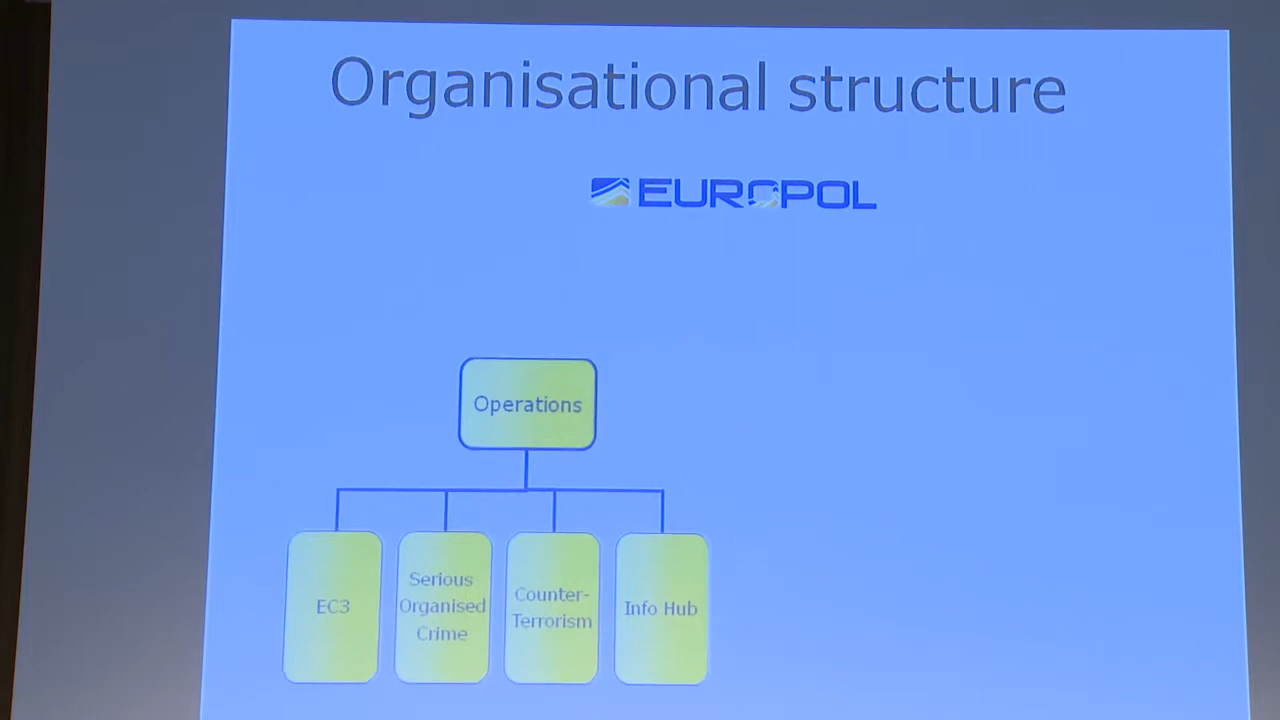 Organisational structure
EUROPOL
Operations
EC3
Serious
Organised
Crime
Counter-
Terrorism
Info Hub